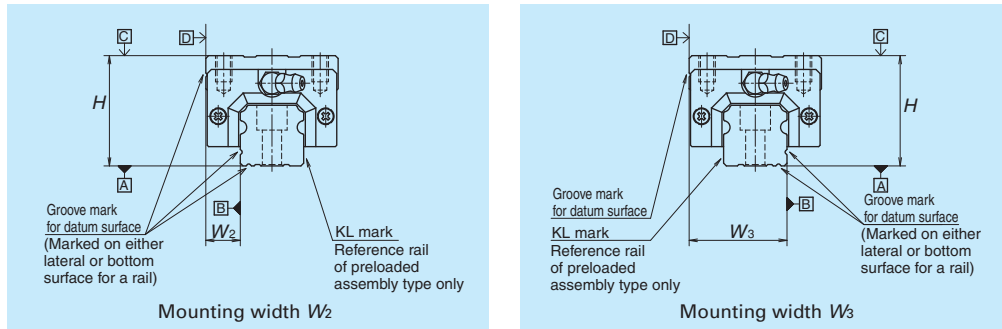 C
D
H
A
B
W2
Groove mark
for datum surface
(Marked on either
lateral or bottom
surface for a rail)
KL mark
Reference rail
of preloaded
assembly type only
Mounting width W2
D
C
H
A
B
W3
Groove mark
for datum surface
KL mark
Reference rail
of preloaded
assembly type only
Groove mark
for datum surface
(Marked on either
lateral or bottom
surface for a rail)
Mounting width W3